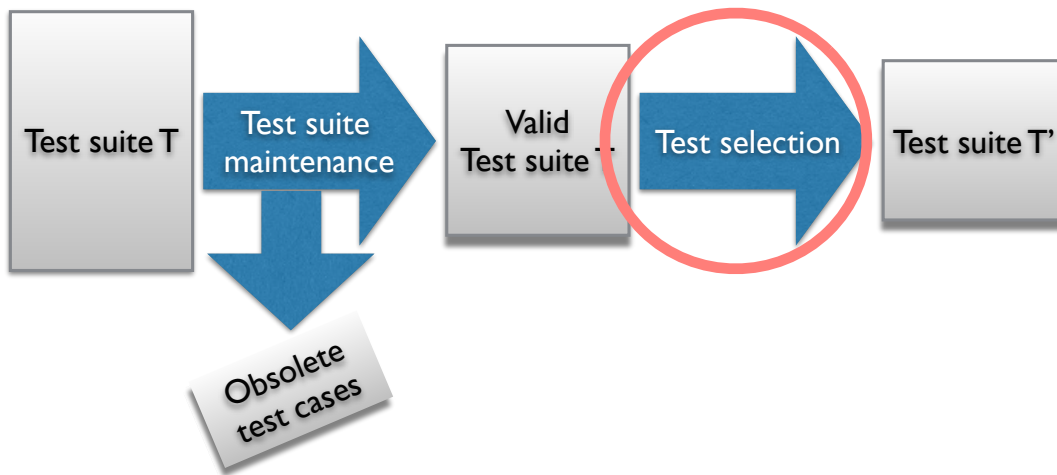 Test suite T
Test suite
maintenance
Valid
Test suite T
Test selection
Test suite T'
Obsolete
test cases